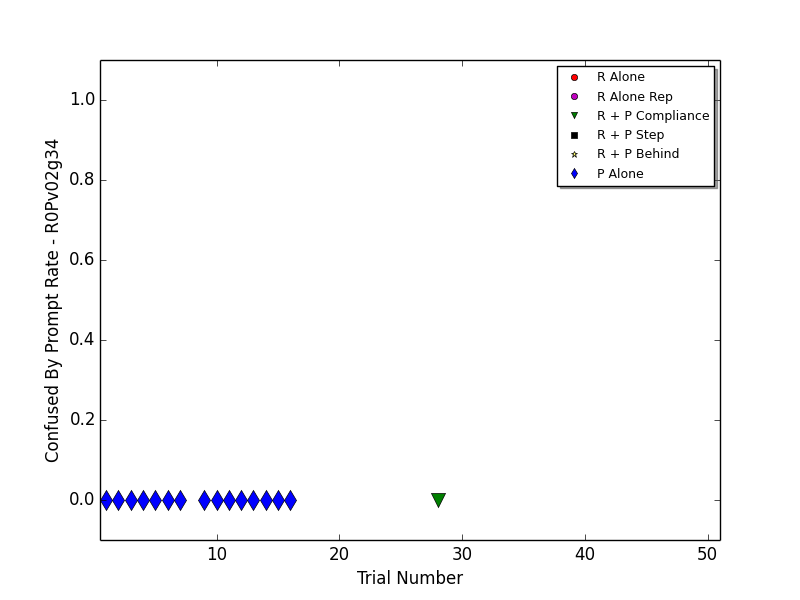 R Alone
R Alone Rep
R + P Compliance
R + P Step
R + P Behind
P Alone
1.0
0.8
0.6
0.4
0.2
0.0
Confused By Prompt Rate - R0Pv02g34
10 20 30 40 50
Trial Number